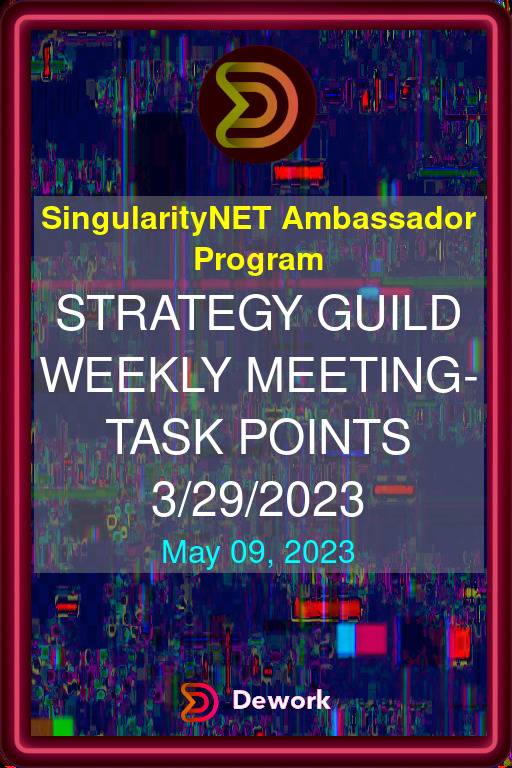 SingularityNET Ambassador
Program
STRATEGY GUILD
WEEKLY MEETING-
TASK POINTS
3/29/2023
May 09, 2023
Dework